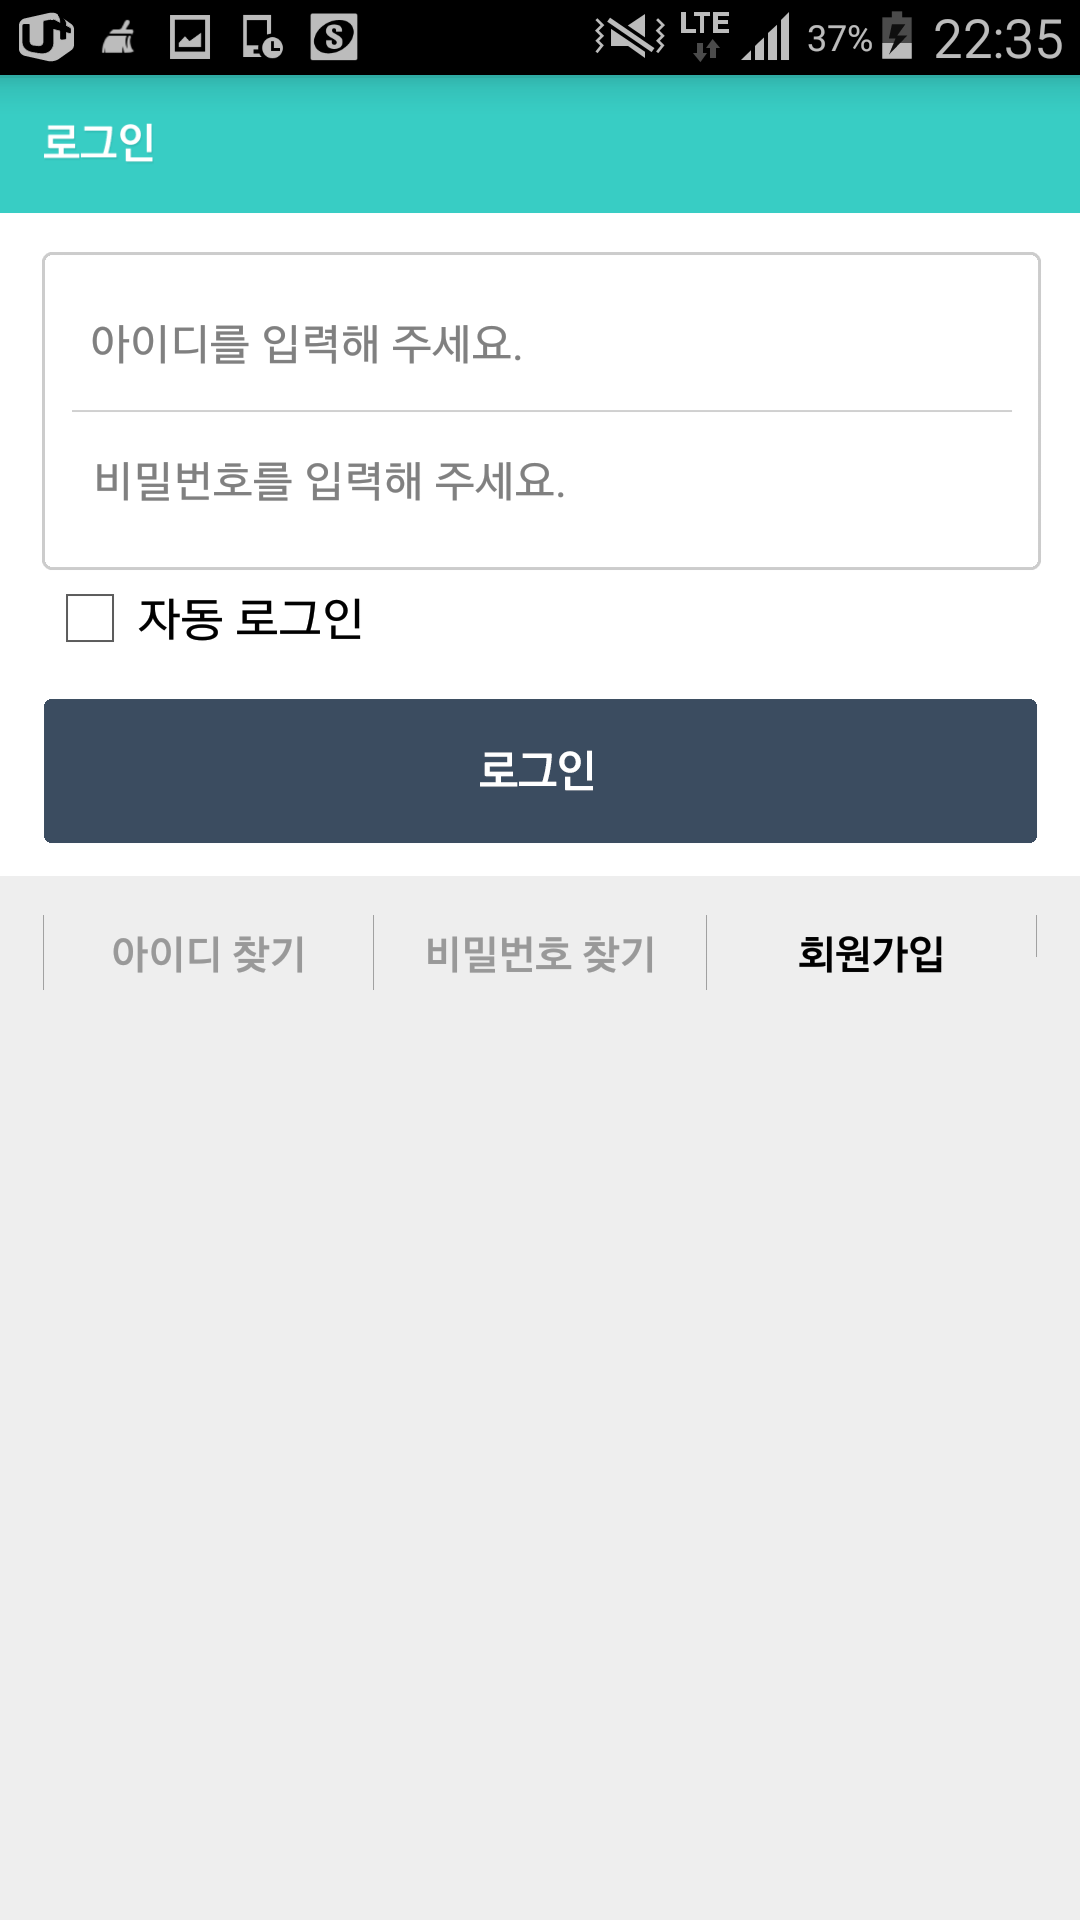 U+ S LTE 37% 22:35
로그인
아이디를 입력해 주세요.
비밀번호를 입력해 주세요.
자동 로그인
로그인
아이디 찾기 비밀번호 찾기 회원가입